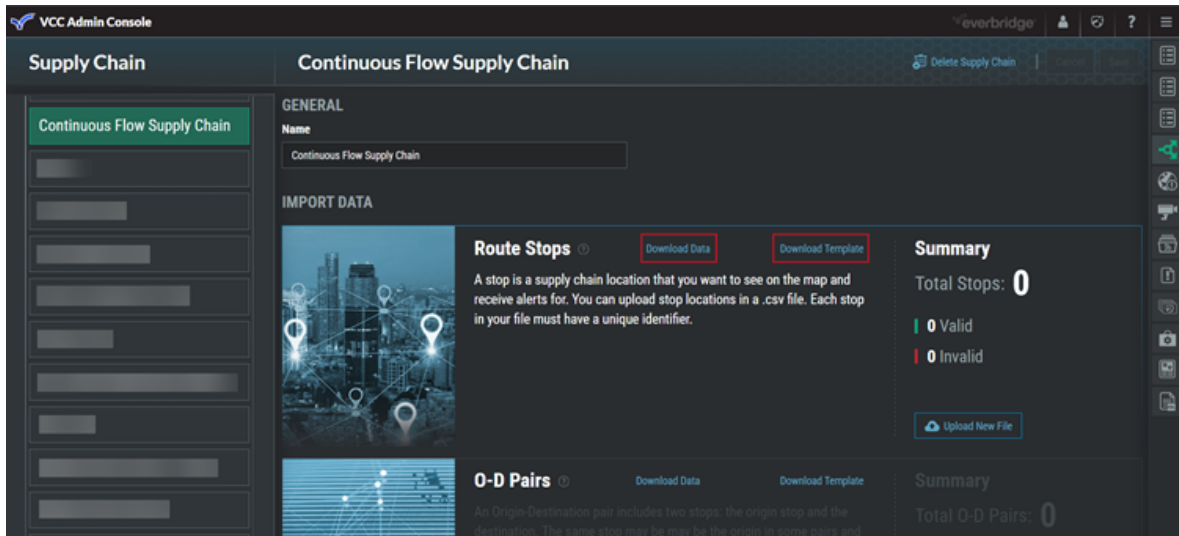 VCC Admin Console
everbridge
?
Supply Chain
Continuous Flow Supply Chain
Delete Supply Chain
Cancel
Save
Continuous Flow Supply Chain
GENERAL
Name
Continuous Flow Supply Chain
IMPORT DATA
Route Stops
Download Data
Download Template
A stop is a supply chain location that you want to see on the map and
receive alerts for. You can upload stop locations in a .csv file. Each stop
in your file must have a unique identifier.
Summary
Total Stops: 0
0 Valid
0 Invalid
Upload New File
O-D Pairs
Download Data
Download Template
An Origin-Destination pair includes two stops: the origin stop and the
destination. The same stop may be may be the origin in some pairs and
Summary
Total O-D Pairs: 0